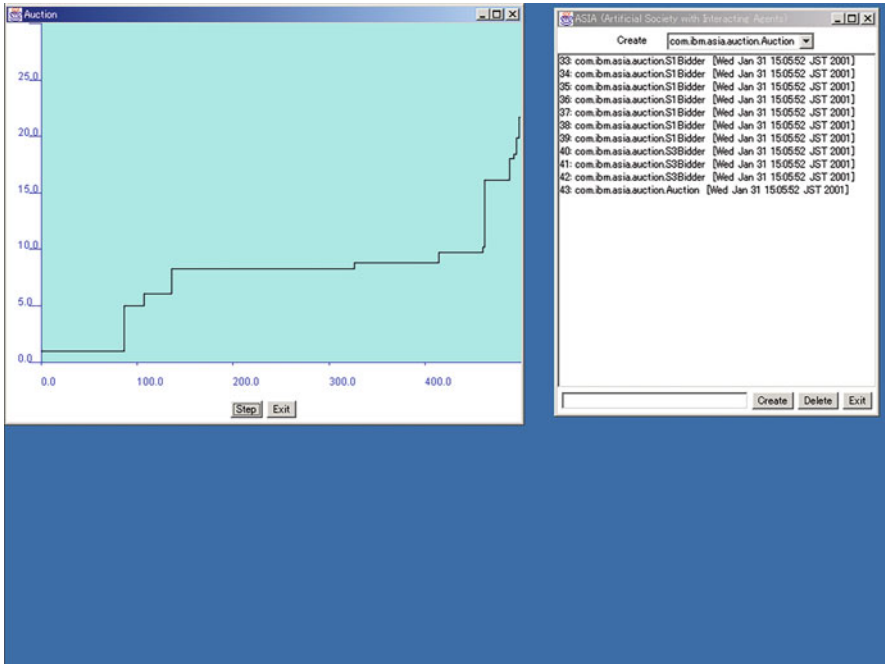 Auction
25.0
20.0
15.0
10.0
5.0
0.0
0.0 100.0 200.0 300.0 400.0
Step Exit
ASIA (Artificial Society with Interacting Agents)
Create com.ibm.asia.auction.Auction
33: com.ibm.asia.auction.S1Bidder [Wed Jan 31 15:05:52 JST 2001]
34: com.ibm.asia.auction.S1Bidder [Wed Jan 31 15:05:52 JST 2001]
35: com.ibm.asia.auction.S1Bidder [Wed Jan 31 15:05:52 JST 2001]
36: com.ibm.asia.auction.S1Bidder [Wed Jan 31 15:05:52 JST 2001]
37: com.ibm.asia.auction.S1Bidder [Wed Jan 31 15:05:52 JST 2001]
38: com.ibm.asia.auction.S1Bidder [Wed Jan 31 15:05:52 JST 2001]
39: com.ibm.asia.auction.S1Bidder [Wed Jan 31 15:05:52 JST 2001]
40: com.ibm.asia.auction.S3Bidder [Wed Jan 31 15:05:52 JST 2001]
41: com.ibm.asia.auction.S3Bidder [Wed Jan 31 15:05:52 JST 2001]
42: com.ibm.asia.auction.S3Bidder [Wed Jan 31 15:05:52 JST 2001]
43: com.ibm.asia.auction.Auction [Wed Jan 31 15:05:52 JST 2001]
Create Delete Exit